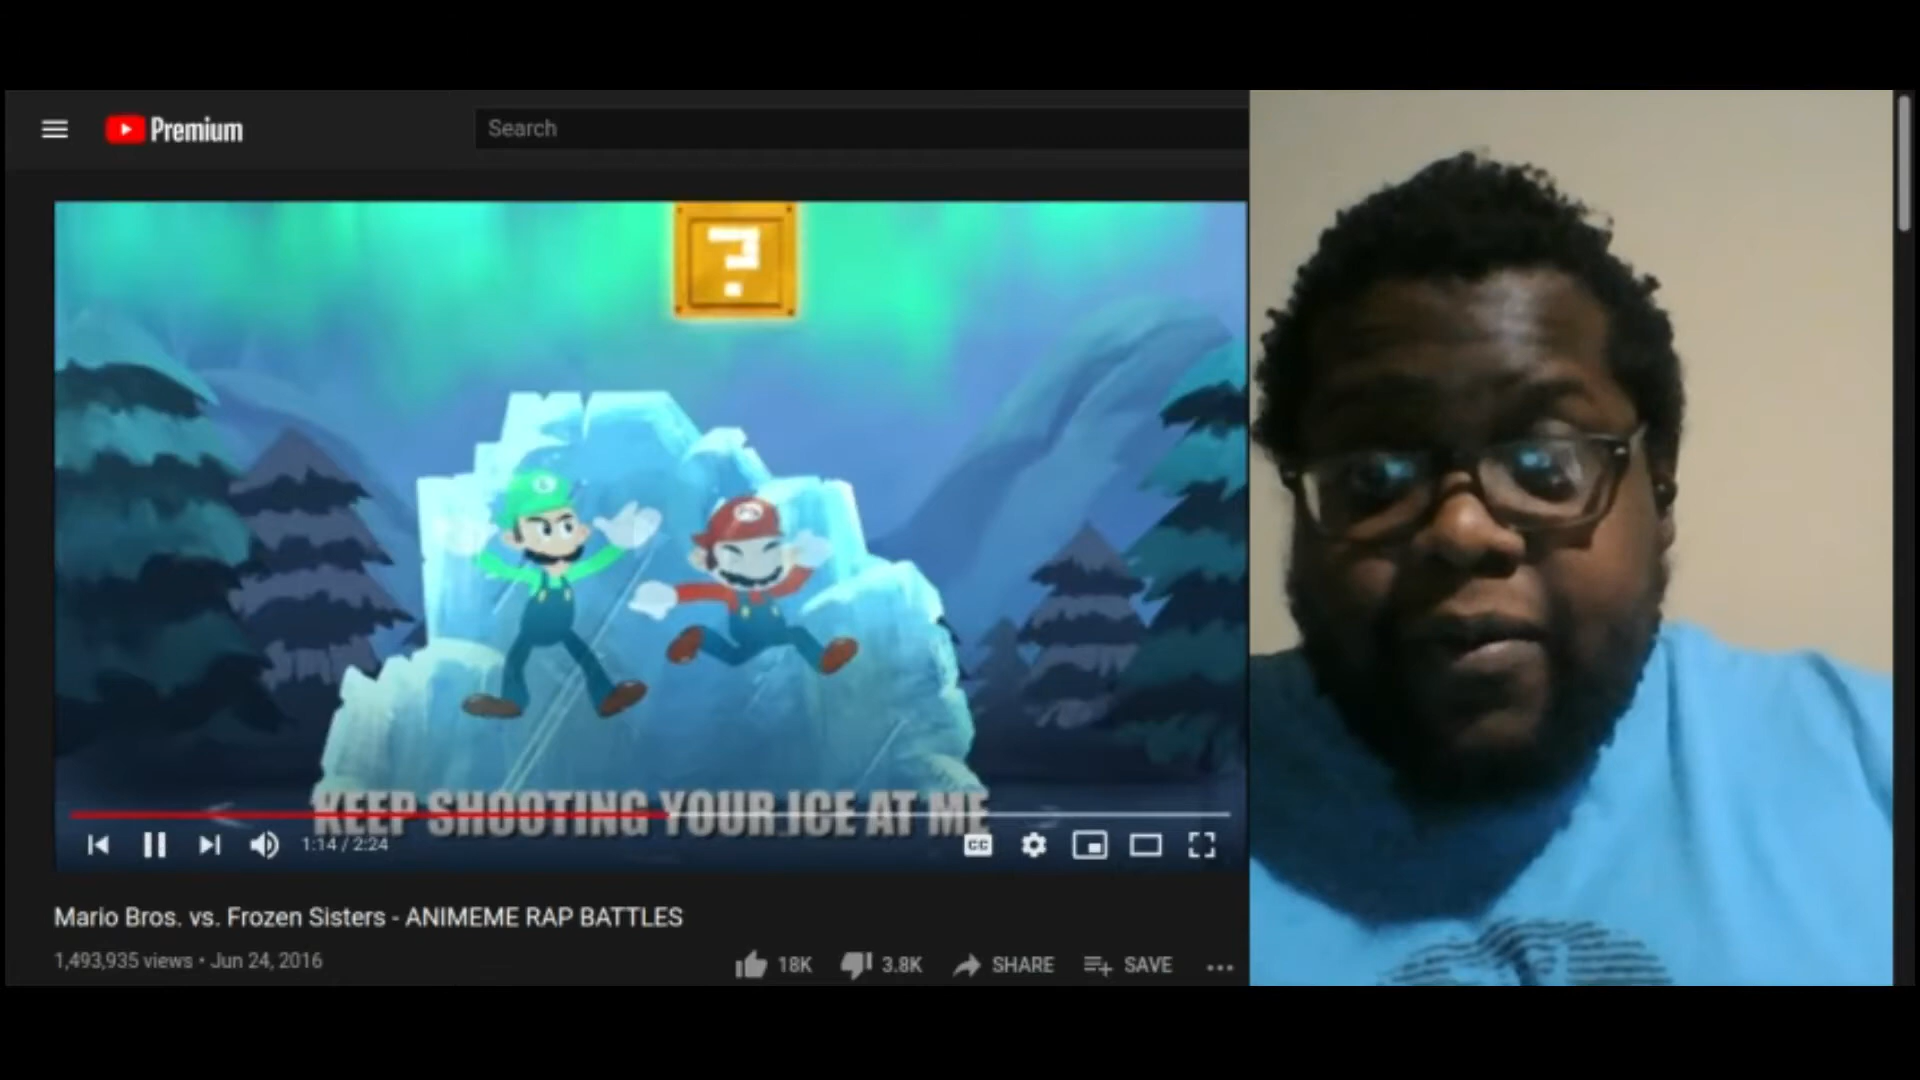 Premium
Search
?
KEEP SHOOTING YOUR ICE AT ME
1:14 / 2:24
CC
Mario Bros. vs. Frozen Sisters - ANIMEME RAP BATTLES
1,493,935 views • Jun 24, 2016
18K
3.8K
SHARE
SAVE